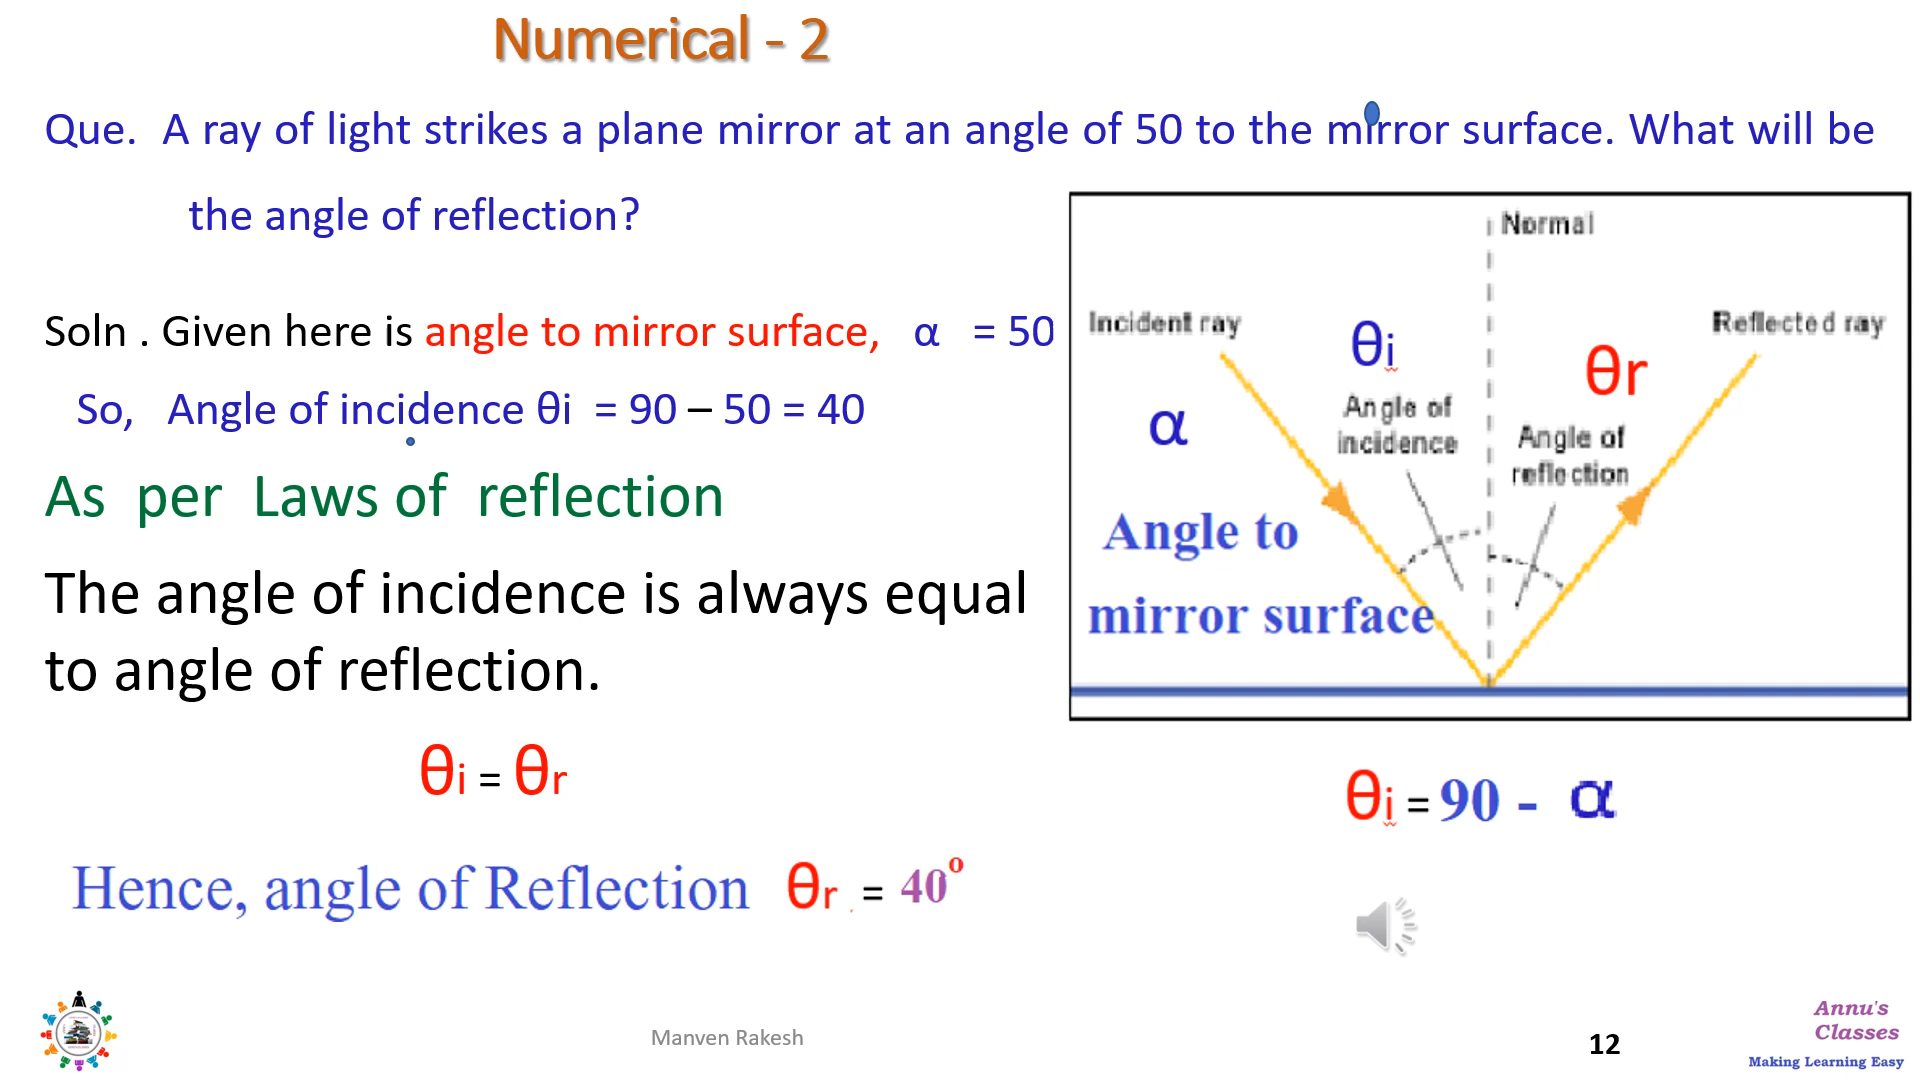 Numerical - 2
Que. A ray of light strikes a plane mirror at an angle of 50 to the mirror surface. What will be
the angle of reflection?
Soln . Given here is angle to mirror surface, α = 50
So, Angle of incidence θi = 90 – 50 = 40
As per Laws of reflection
The angle of incidence is always equal
to angle of reflection.
θi = θr
Hence, angle of Reflection θr = 40°
Normal
Incident ray
θi
θr
Reflected ray
α
Angle of
incidence
Angle of
reflection
Angle to
mirror surface
θi = 90 - α
Manven Rakesh
12
Annu's
Classes
Making Learning Easy